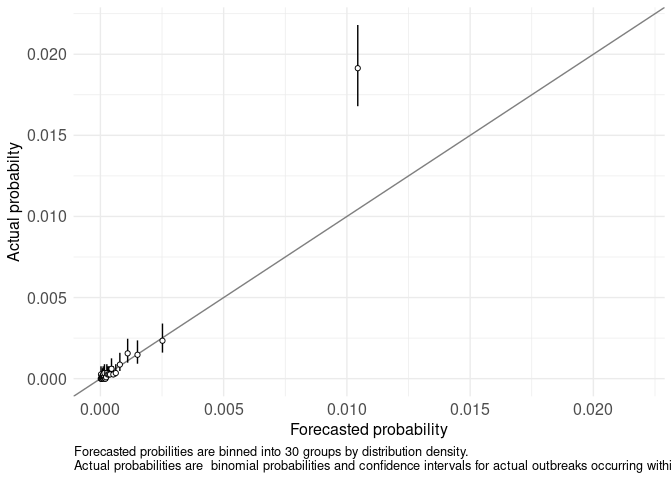 0.020
0.015
0.010
0.005
0.000
Actual probabilty
0.000 0.005 0.010 0.015 0.020
Forecasted probability
Forecasted probilities are binned into 30 groups by distribution density.
Actual probabilities are  binomial probabilities and confidence intervals for actual outbreaks occurring withi